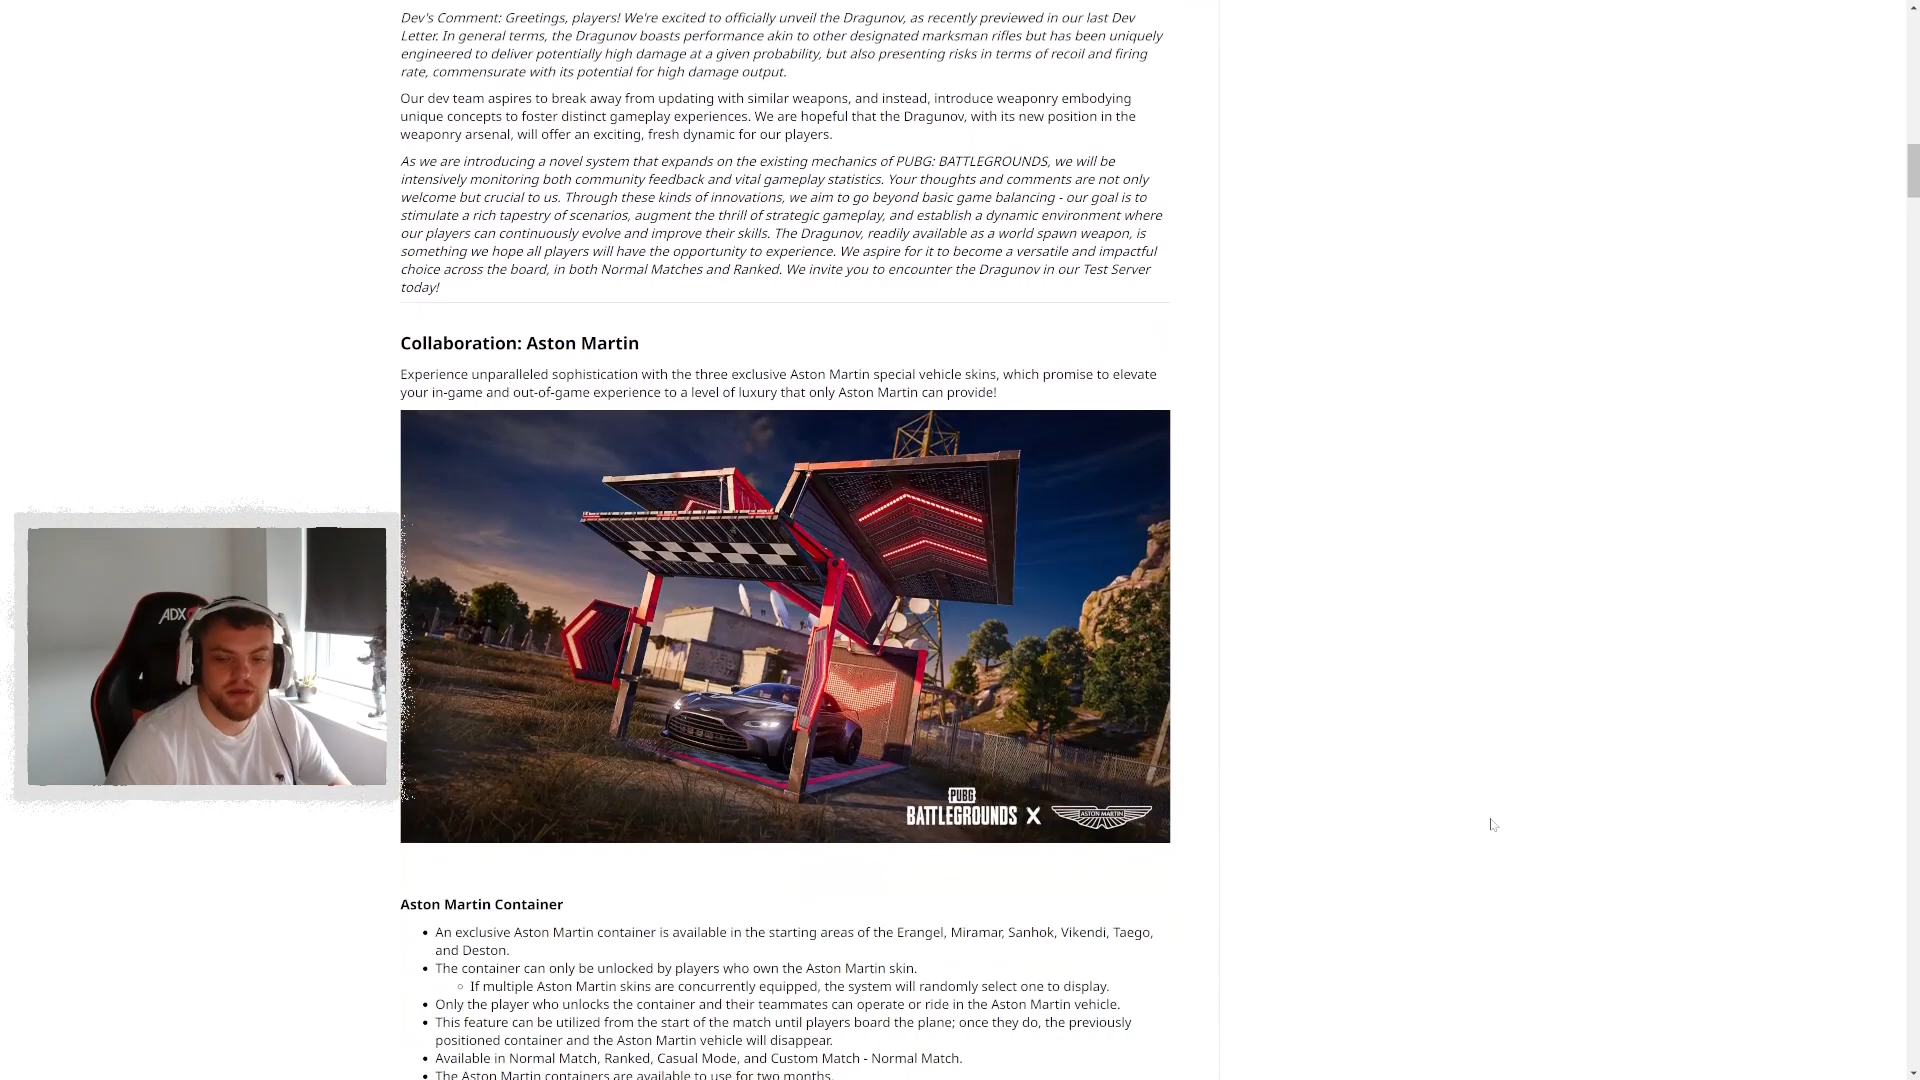 Dev's Comment: Greetings, players! We're excited to officially unveil the Dragunov, as recently previewed in our last Dev
Letter. In general terms, the Dragunov boasts performance akin to other designated marksman rifles but has been uniquely
engineered to deliver potentially high damage at a given probability, but also presenting risks in terms of recoil and firing
rate, commensurate with its potential for high damage output.
Our dev team aspires to break away from updating with similar weapons, and instead, introduce weaponry embodying
unique concepts to foster distinct gameplay experiences. We are hopeful that the Dragunov, with its new position in the
weaponry arsenal, will offer an exciting, fresh dynamic for our players.
As we are introducing a novel system that expands on the existing mechanics of PUBG: BATTLEGROUNDS, we will be
intensively monitoring both community feedback and vital gameplay statistics. Your thoughts and comments are not only
welcome but crucial to us. Through these kinds of innovations, we aim to go beyond basic game balancing - our goal is to
stimulate a rich tapestry of scenarios, augment the thrill of strategic gameplay, and establish a dynamic environment where
our players can continuously evolve and improve their skills. The Dragunov, readily available as a world spawn weapon, is
something we hope all players will have the opportunity to experience. We aspire for it to become a versatile and impactful
choice across the board, in both Normal Matches and Ranked. We invite you to encounter the Dragunov in our Test Server
today!
Collaboration: Aston Martin
Experience unparalleled sophistication with the three exclusive Aston Martin special vehicle skins, which promise to elevate
your in-game and out-of-game experience to a level of luxury that only Aston Martin can provide!
ADX
PUBG
BATTLEGROUNDS X ASTON MARTIN
Aston Martin Container
• An exclusive Aston Martin container is available in the starting areas of the Erangel, Miramar, Sanhok, Vikendi, Taego,
and Deston.
• The container can only be unlocked by players who own the Aston Martin skin.
◦ If multiple Aston Martin skins are concurrently equipped, the system will randomly select one to display.
• Only the player who unlocks the container and their teammates can operate or ride in the Aston Martin vehicle.
• This feature can be utilized from the start of the match until players board the plane; once they do, the previously
positioned container and the Aston Martin vehicle will disappear.
• Available in Normal Match, Ranked, Casual Mode, and Custom Match - Normal Match.
• The Aston Martin containers are available to use for two months.